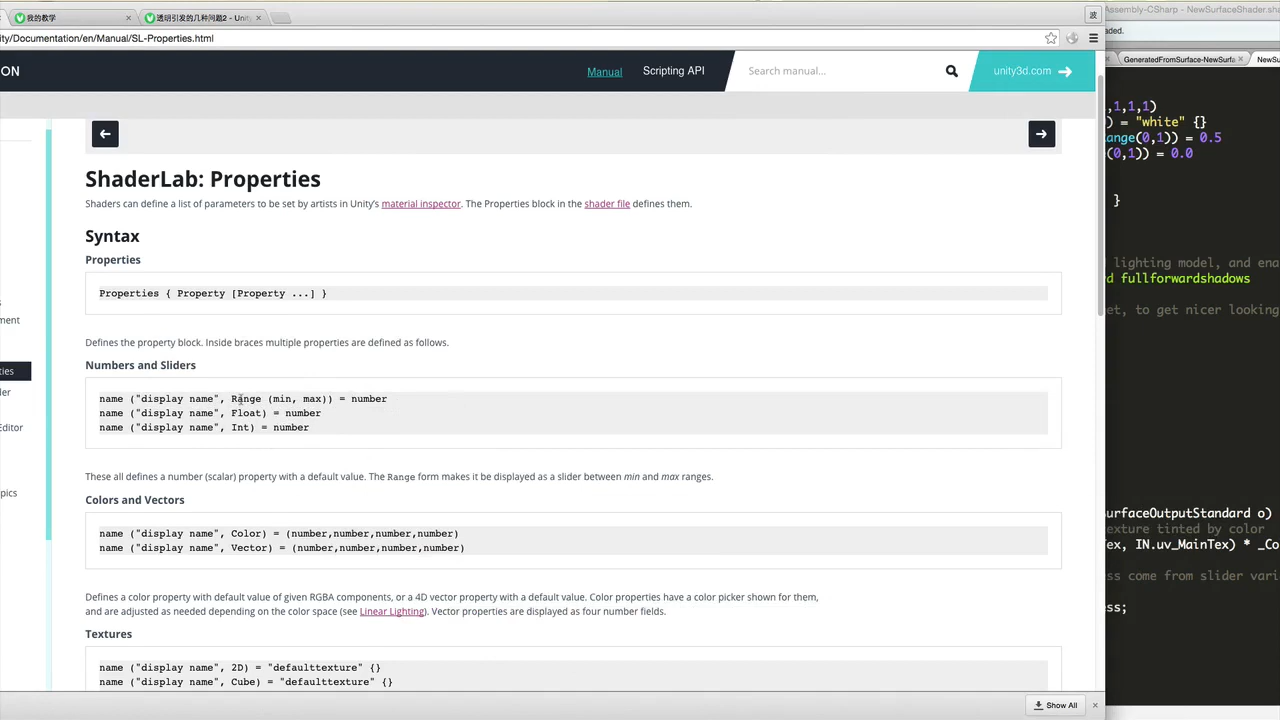 我的教学
透明引发的几种问题2 - Unit
ity/Documentation/en/Manual/SL-Properties.html
ON
Manual
Scripting API
Search manual...
unity3d.com
ShaderLab: Properties
Shaders can define a list of parameters to be set by artists in Unity's material inspector. The Properties block in the shader file defines them.
Syntax
Properties
Properties { Property [Property ...] }
Defines the property block. Inside braces multiple properties are defined as follows.
Numbers and Sliders
name ("display name", Range (min, max)) = number
name ("display name", Float) = number
name ("display name", Int) = number
These all defines a number (scalar) property with a default value. The Range form makes it be displayed as a slider between min and max ranges.
Colors and Vectors
name ("display name", Color) = (number,number,number,number)
name ("display name", Vector) = (number,number,number,number)
Defines a color property with default value of given RGBA components, or a 4D vector property with a default value. Color properties have a color picker shown for them,
and are adjusted as needed depending on the color space (see Linear Lighting). Vector properties are displayed as four number fields.
Textures
name ("display name", 2D) = "defaulttexture" {}
name ("display name", Cube) = "defaulttexture" {}
s
ment
ties
der
Editor
pics
Show All
波
Assembly-CSharp - NewSurfaceShader.sha
ded.
GeneratedFromSurface-NewSurfa
NewSu
,1,1,1)
) = "white" {}
ange(0,1)) = 0.5
(0,1)) = 0.0
}
lighting model, and ena
d fullforwardshadows
et, to get nicer looking
urfaceOutputStandard o)
exture tinted by color
ex, IN.uv_MainTex) * _Co
ss come from slider vari
ss;